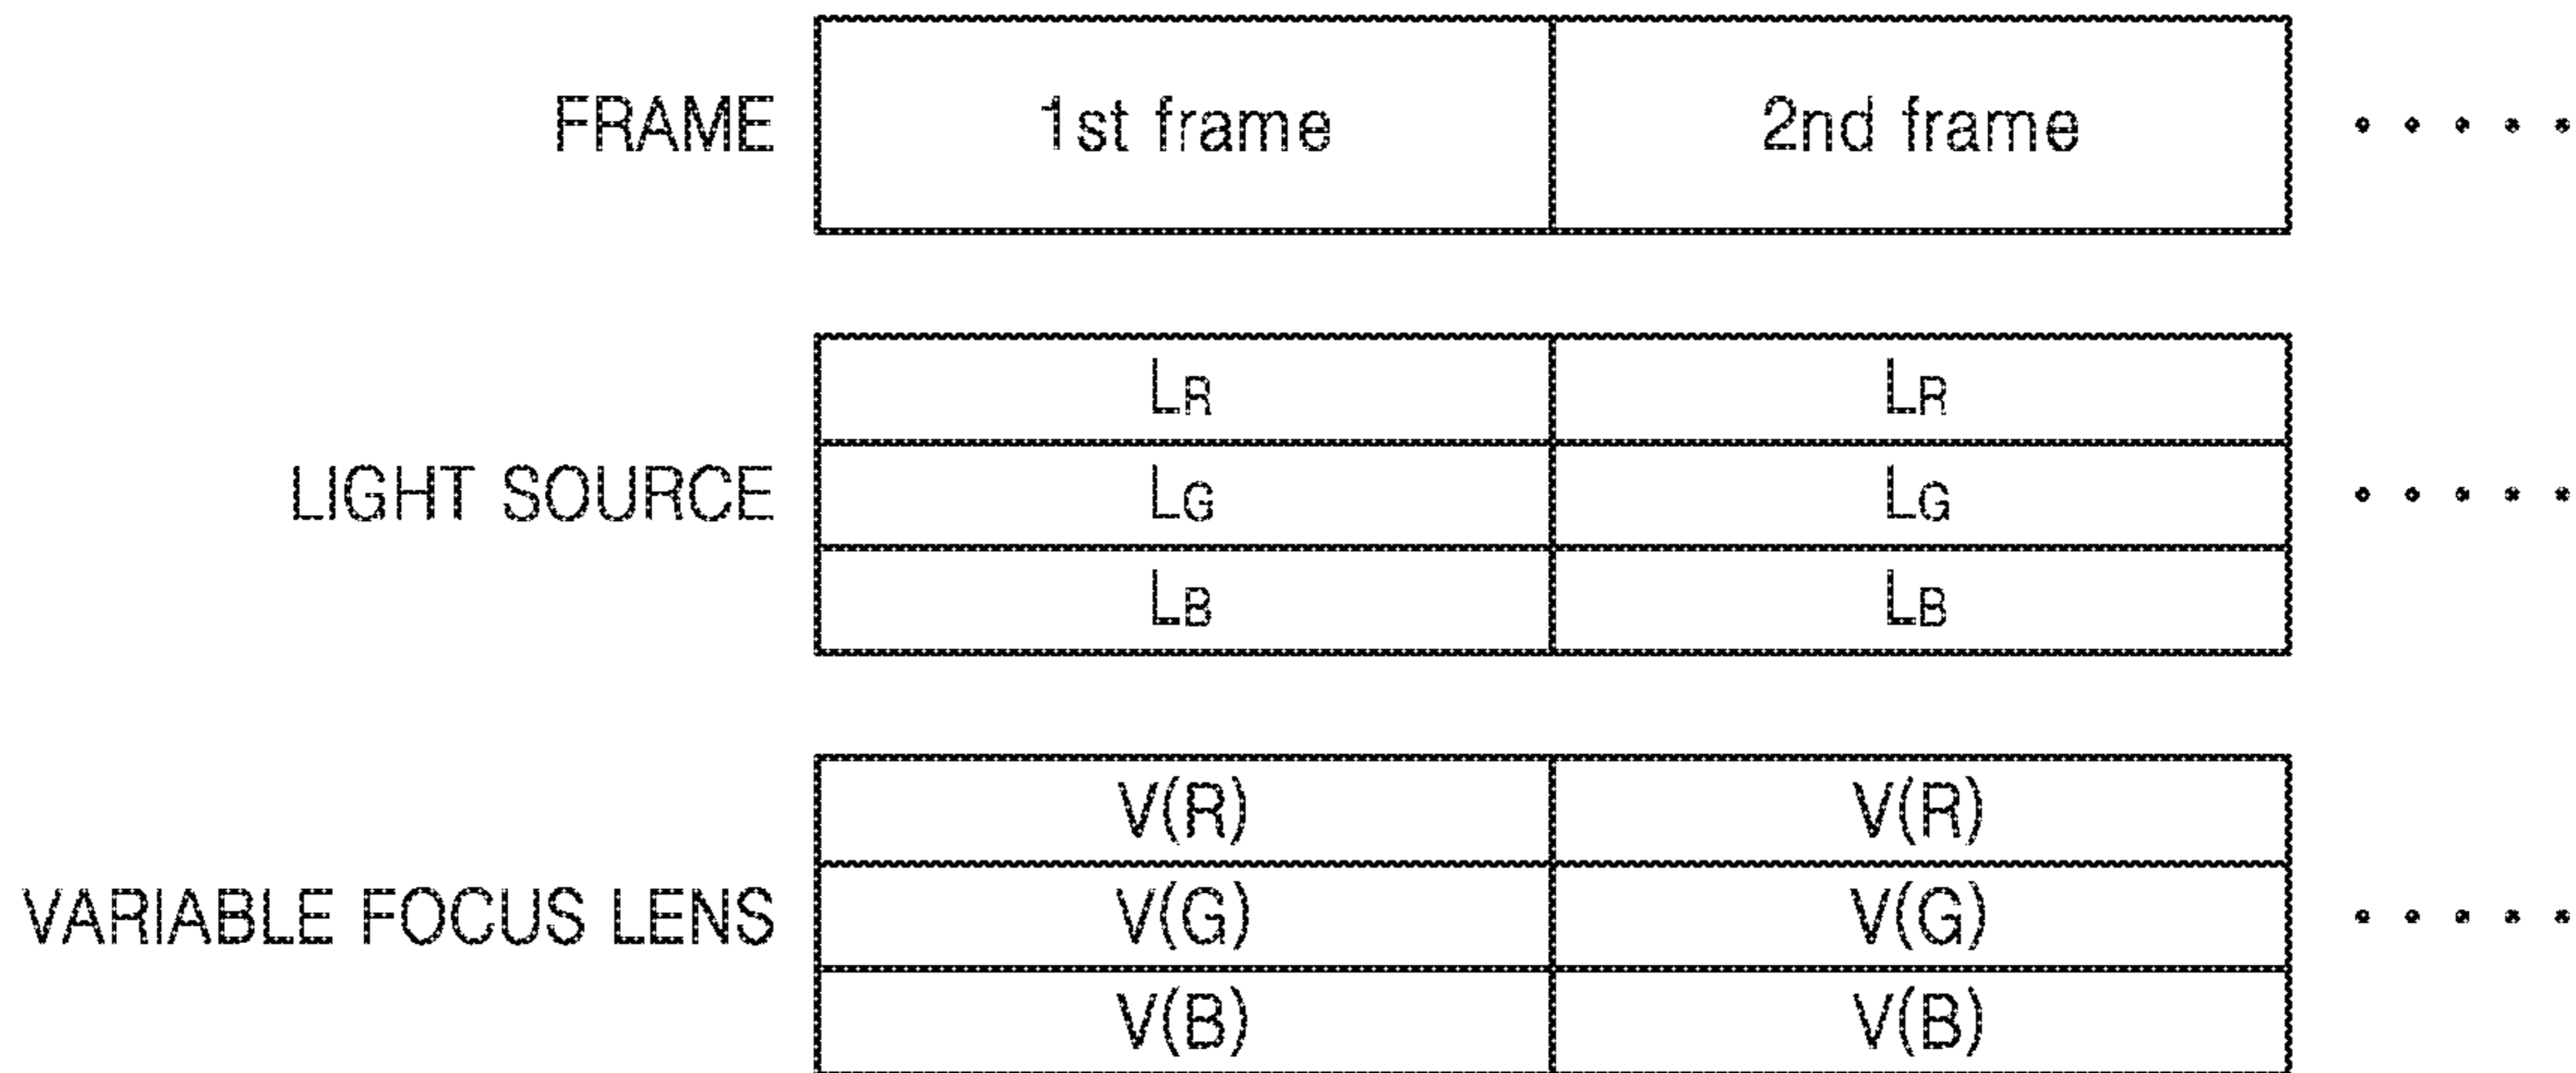 FRAME 1st frame 2nd frame .....
LR LR
LIGHT SOURCE LG LG .....
LB LB
V(R) V(R)
VARIABLE FOCUS LENS V(G) V(G) .....
V(B) V(B)